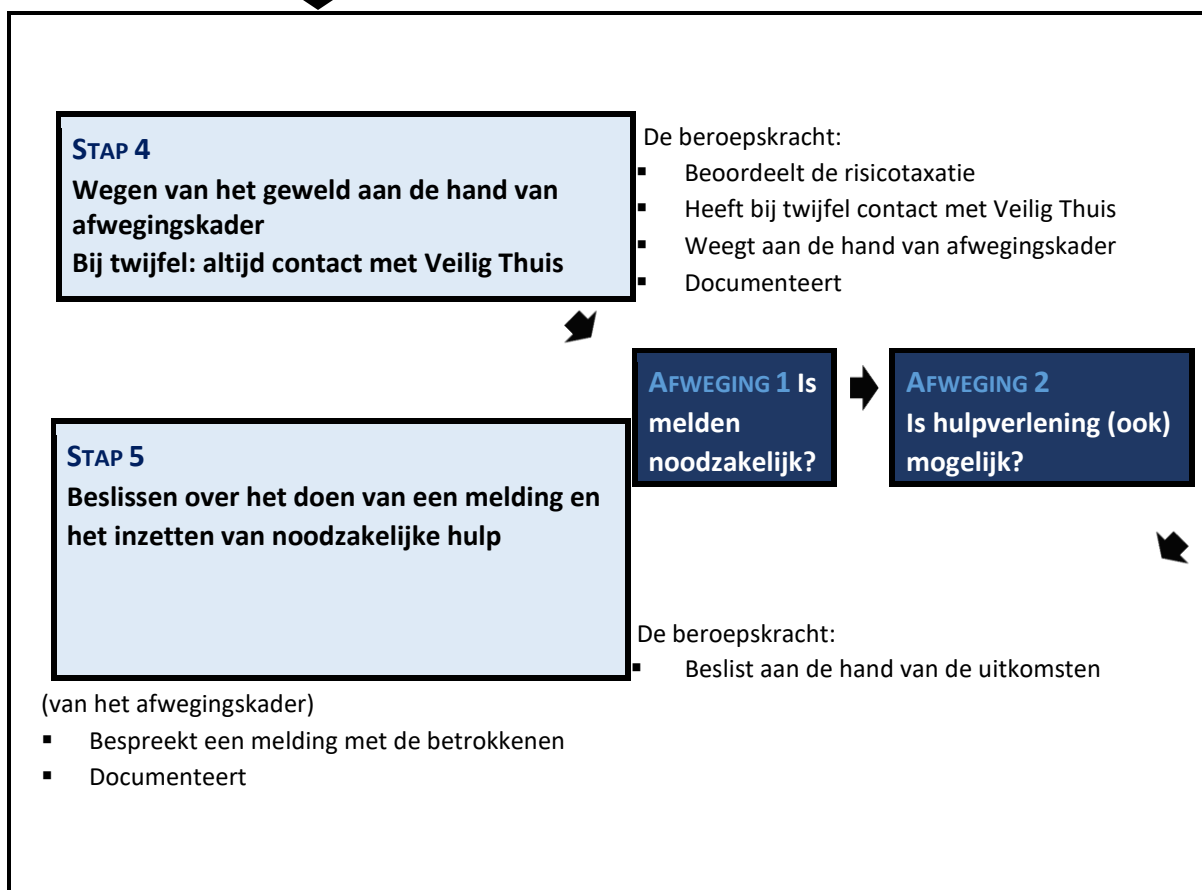 STAP 4
Wegen van het geweld aan de hand van
afwegingskader
Bij twijfel: altijd contact met Veilig Thuis
De beroepskracht:
▪ Beoordeelt de risicotaxatie
▪ Heeft bij twijfel contact met Veilig Thuis
▪ Weegt aan de hand van afwegingskader
▪ Documenteert
AFWEGING 1 Is
melden
noodzakelijk?
AFWEGING 2
Is hulpverlening (ook)
mogelijk?
STAP 5
Beslissen over het doen van een melding en
het inzetten van noodzakelijke hulp
De beroepskracht:
▪ Beslist aan de hand van de uitkomsten
(van het afwegingskader)
▪ Bespreekt een melding met de betrokkenen
▪ Documenteert